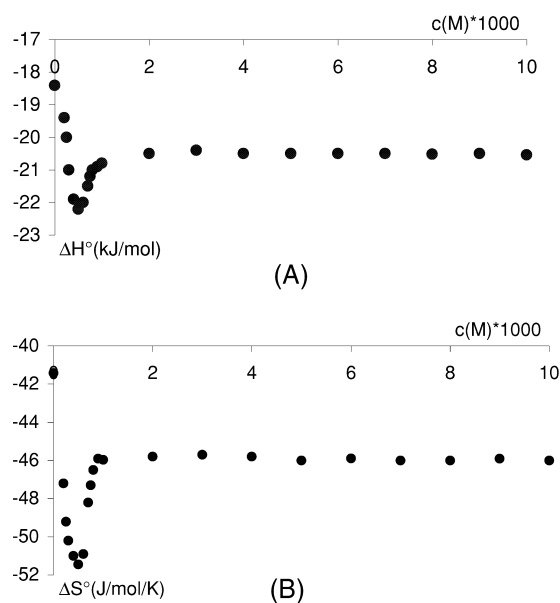 c(M)*1000
-17
-18
0 2 4 6 8 10
-19
-20
-21
-22
-23
ΔH°(kJ/mol)
(A)
-40
c(M)*1000
0 2 4 6 8 10
-42
-44
-46
-48
-50
-52
ΔS°(J/mol/K)
(B)